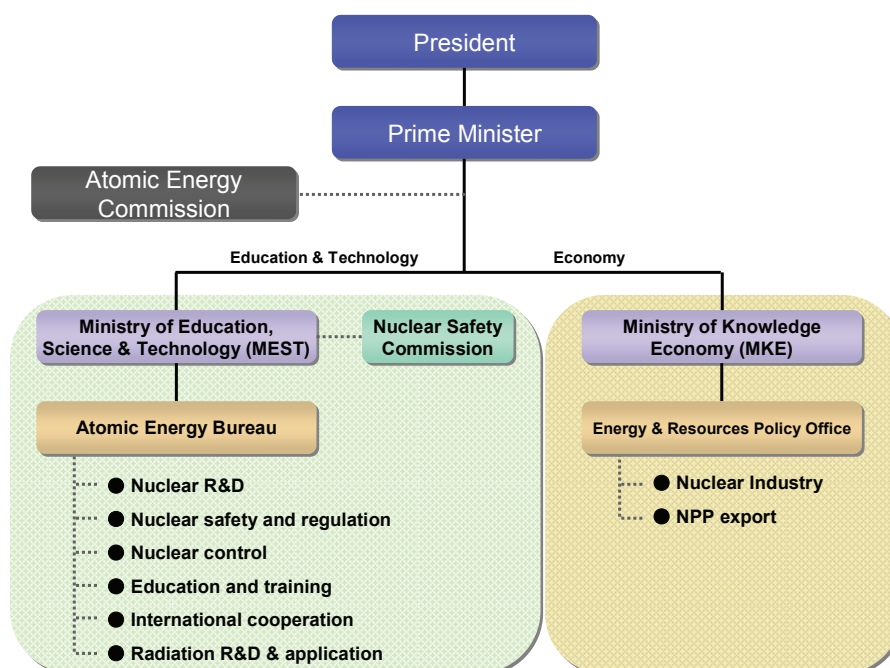 President
Prime Minister
Atomic Energy
Commission
Education & Technology
Economy
Ministry of Education,
Science & Technology (MEST)
Nuclear Safety
Commission
Ministry of Knowledge
Economy (MKE)
Atomic Energy Bureau
Energy & Resources Policy Office
● Nuclear R&D
● Nuclear safety and regulation
● Nuclear control
● Education and training
● International cooperation
● Radiation R&D & application
● Nuclear Industry
● NPP export